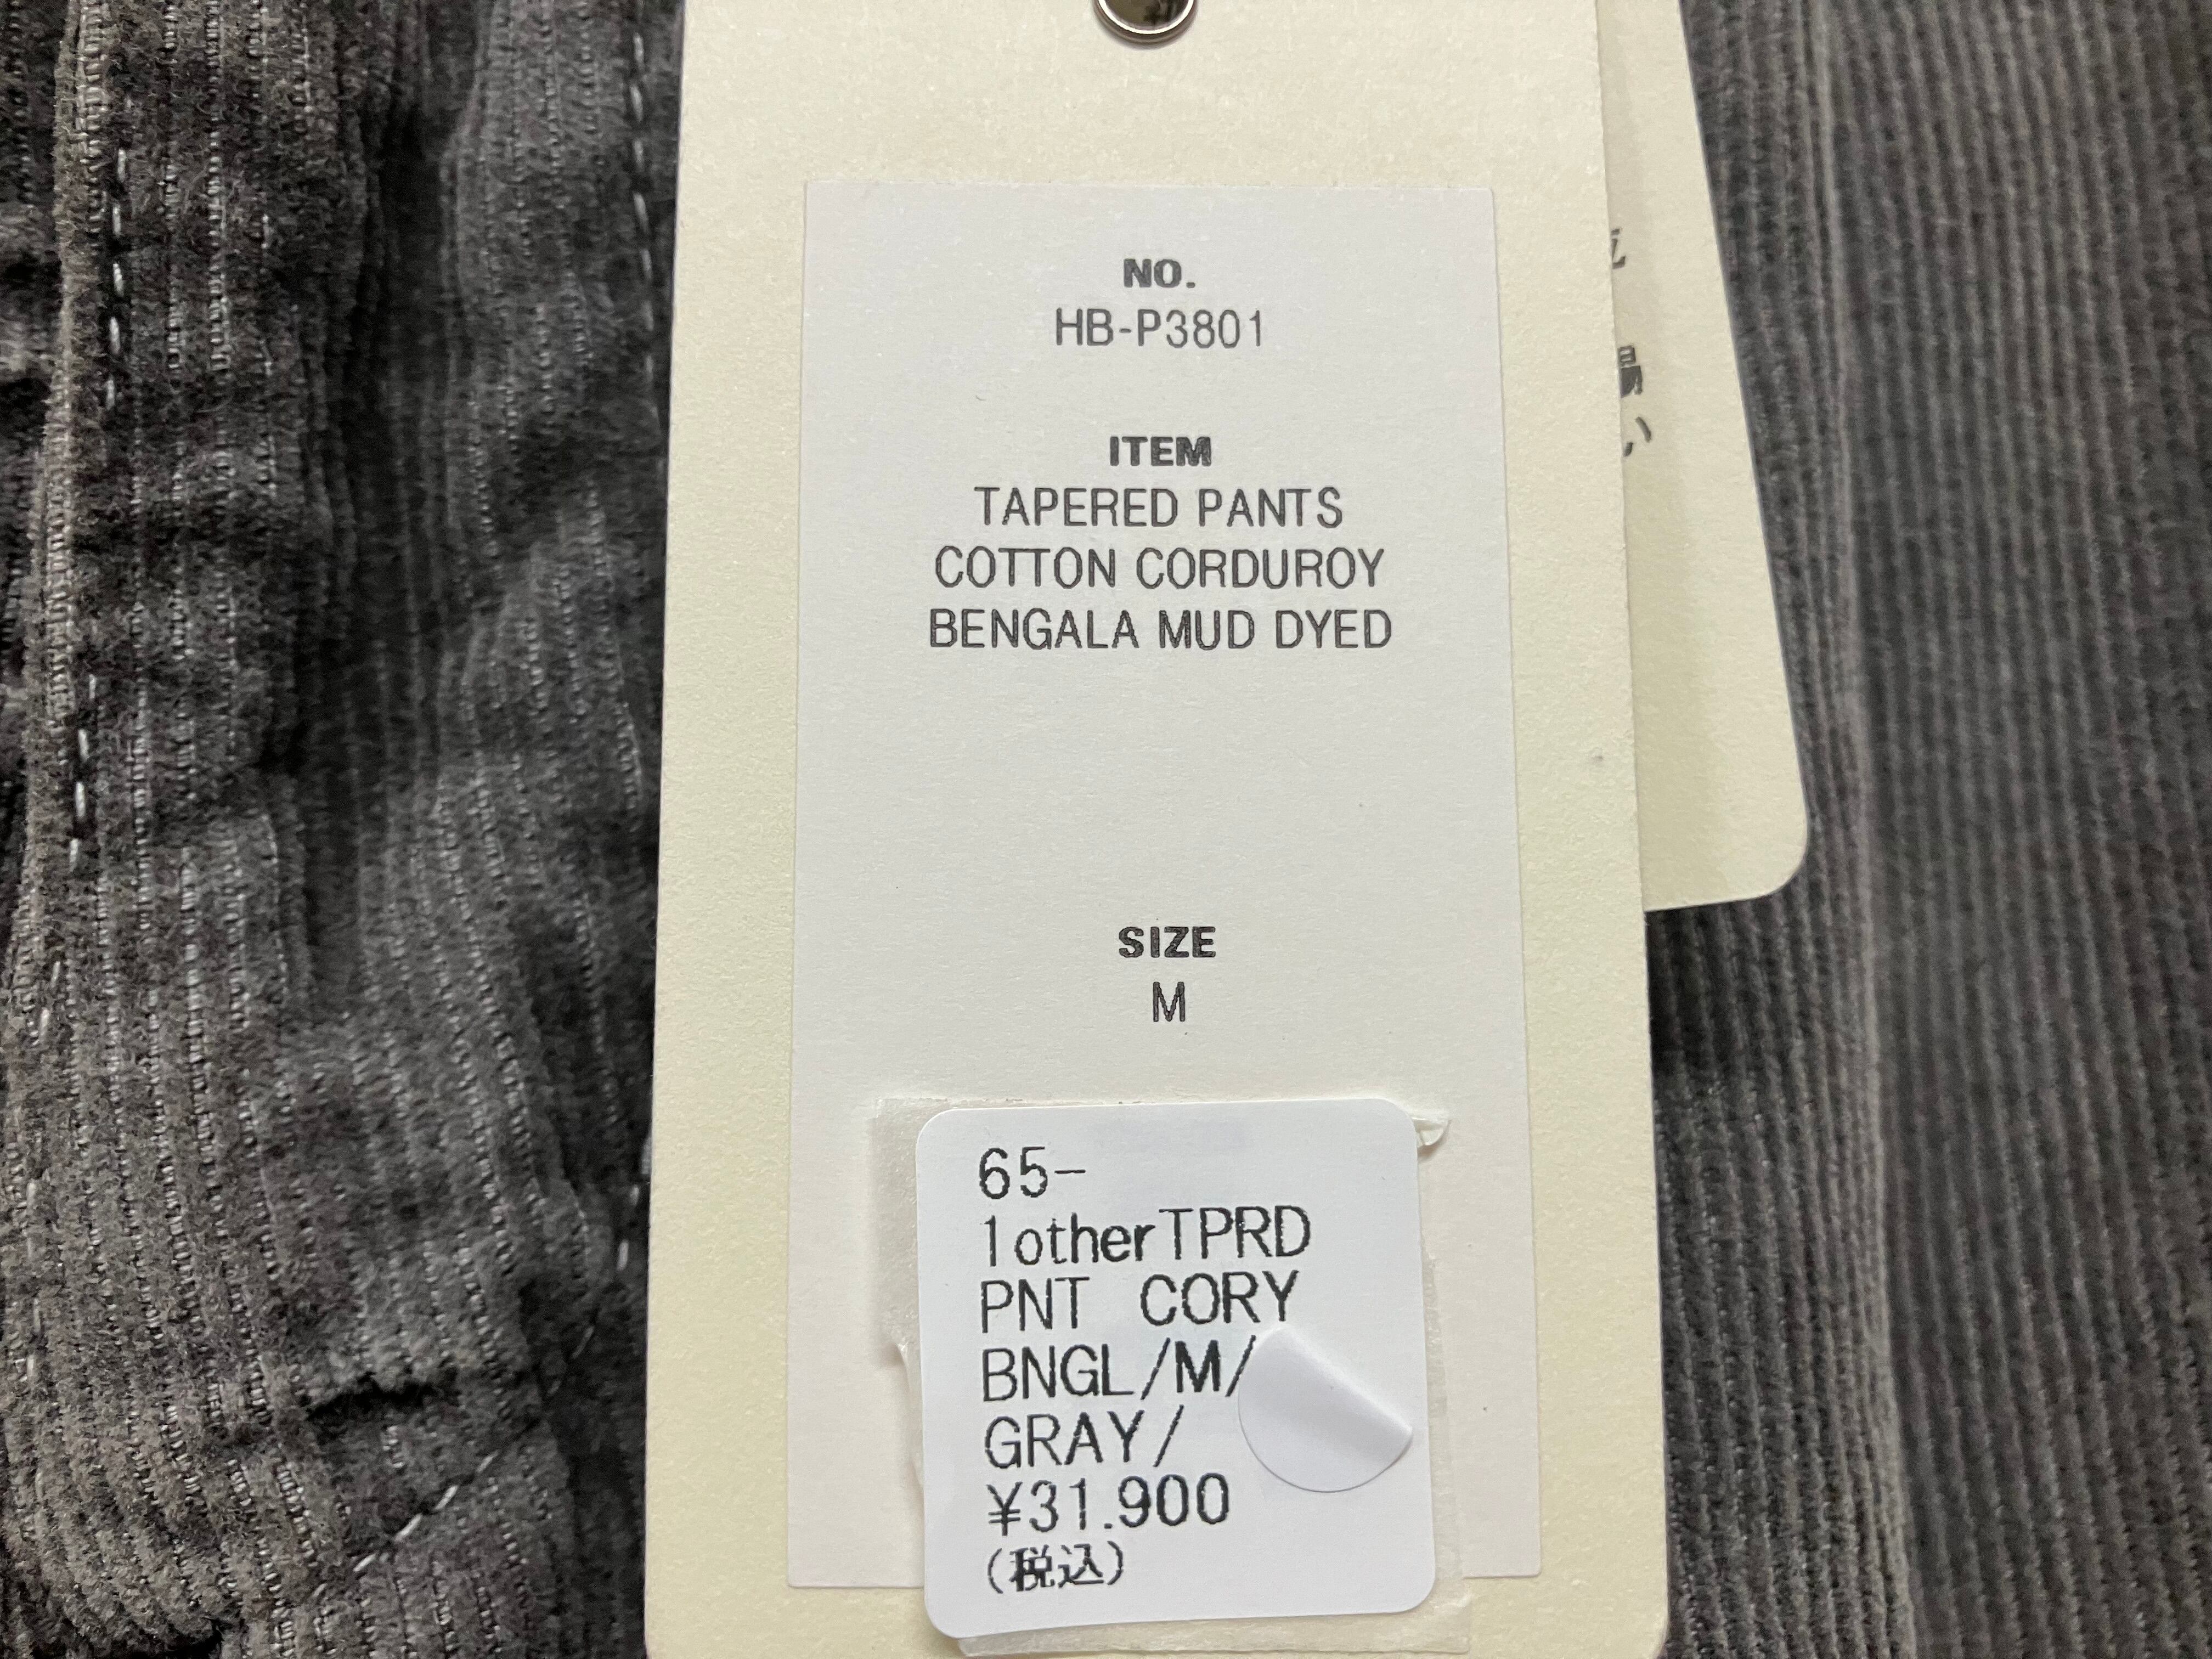 NO.
HB-P3801
ITEM
TAPERED PANTS
COTTON CORDUROY
BENGALA MUD DYED
SIZE
M
65-
1otherTPRD
PNT CORY
BNGL/M/
GRAY/
¥31.900
(税込)
い